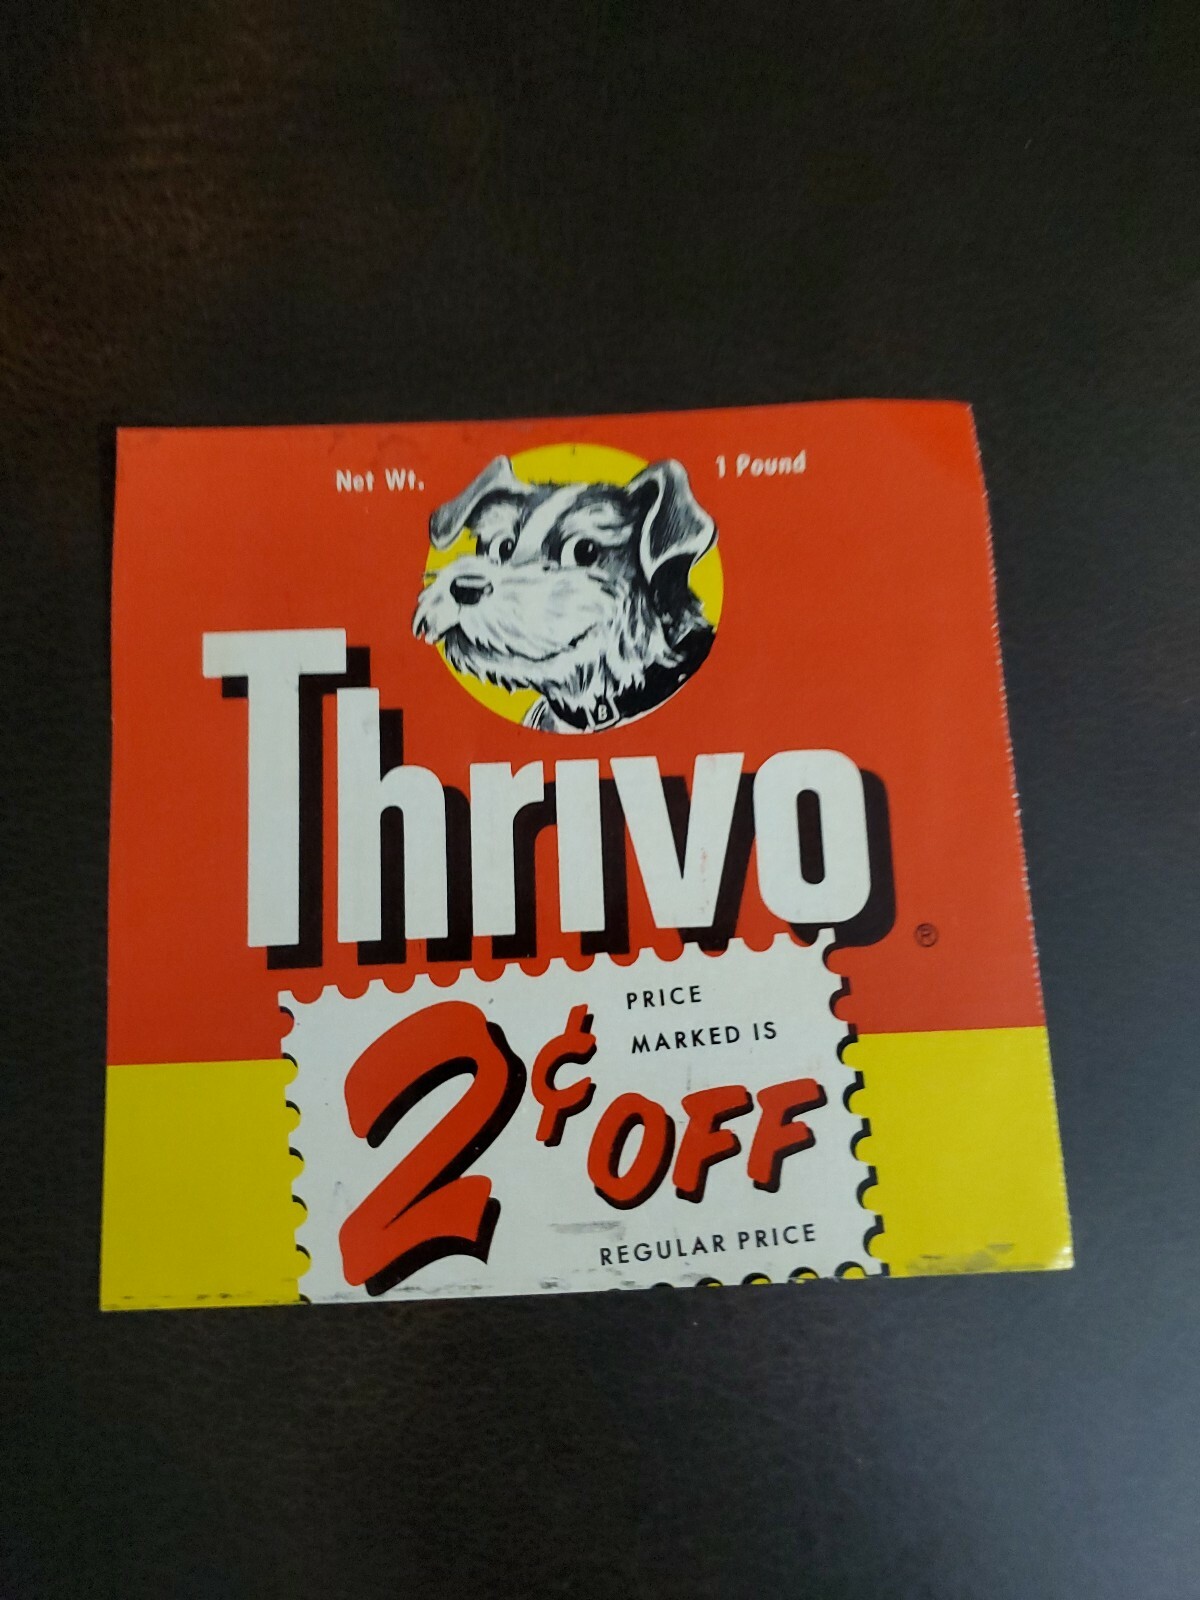 Net Wt. 1 Pound
B
Thrivo
®
2¢ PRICE
MARKED IS
OFF
REGULAR PRICE